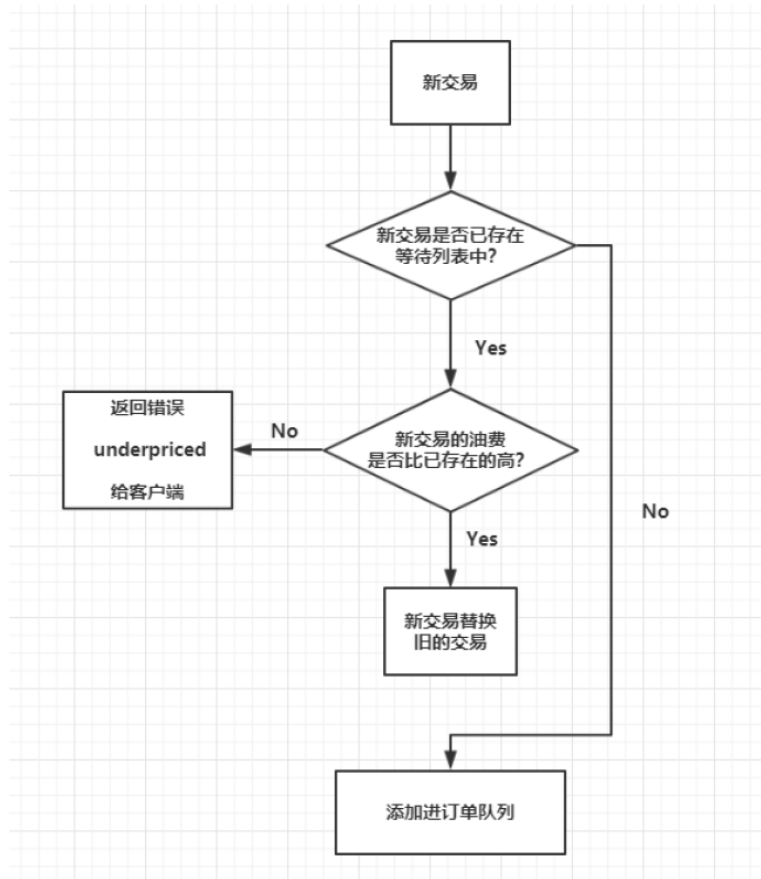 新交易
新交易是否已存在
等待列表中?
Yes
返回错误
underpriced
给客户端
No
新交易的油费
是否比已存在的高?
No
Yes
新交易替换
旧的交易
添加进订单队列